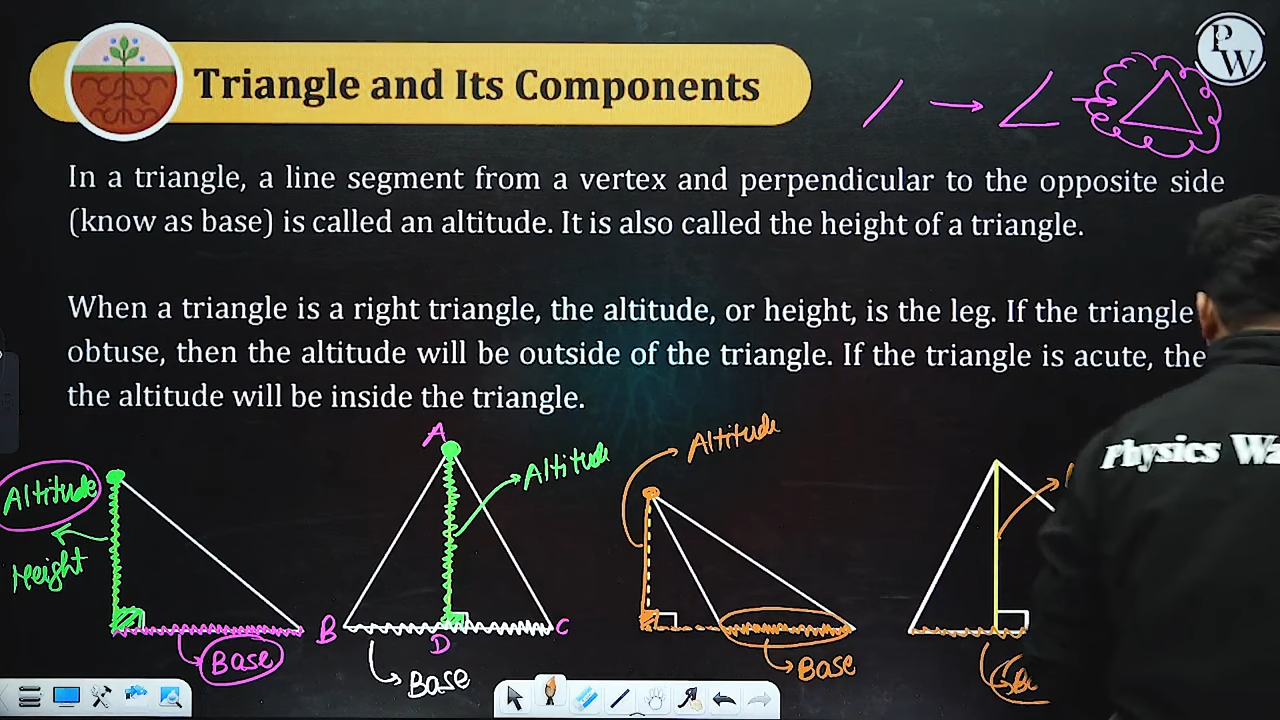 PW
Triangle and Its Components
In a triangle, a line segment from a vertex and perpendicular to the opposite side
(know as base) is called an altitude. It is also called the height of a triangle.
When a triangle is a right triangle, the altitude, or height, is the leg. If the triangle
obtuse, then the altitude will be outside of the triangle. If the triangle is acute, the
the altitude will be inside the triangle.
Altitude
Height
Base
A
Altitude
B
D
C
Base
Altitude
Base
Physics Wa